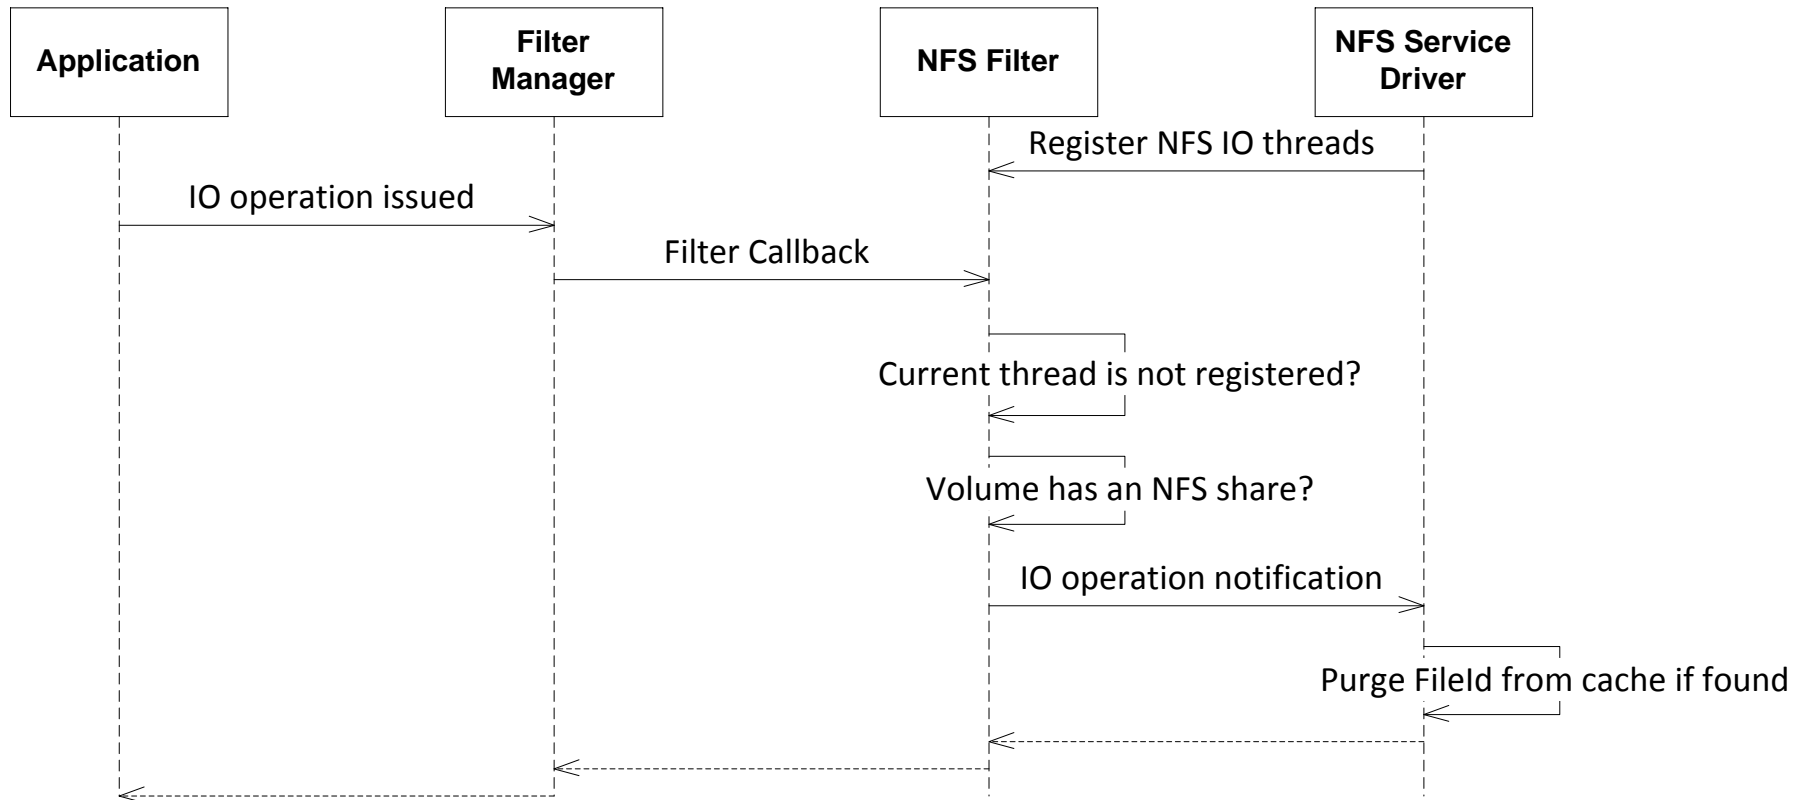 Application
Filter
Manager
NFS Filter
NFS Service
Driver
Register NFS IO threads
IO operation issued
Filter Callback
Current thread is not registered?
Volume has an NFS share?
IO operation notification
Purge FileId from cache if found